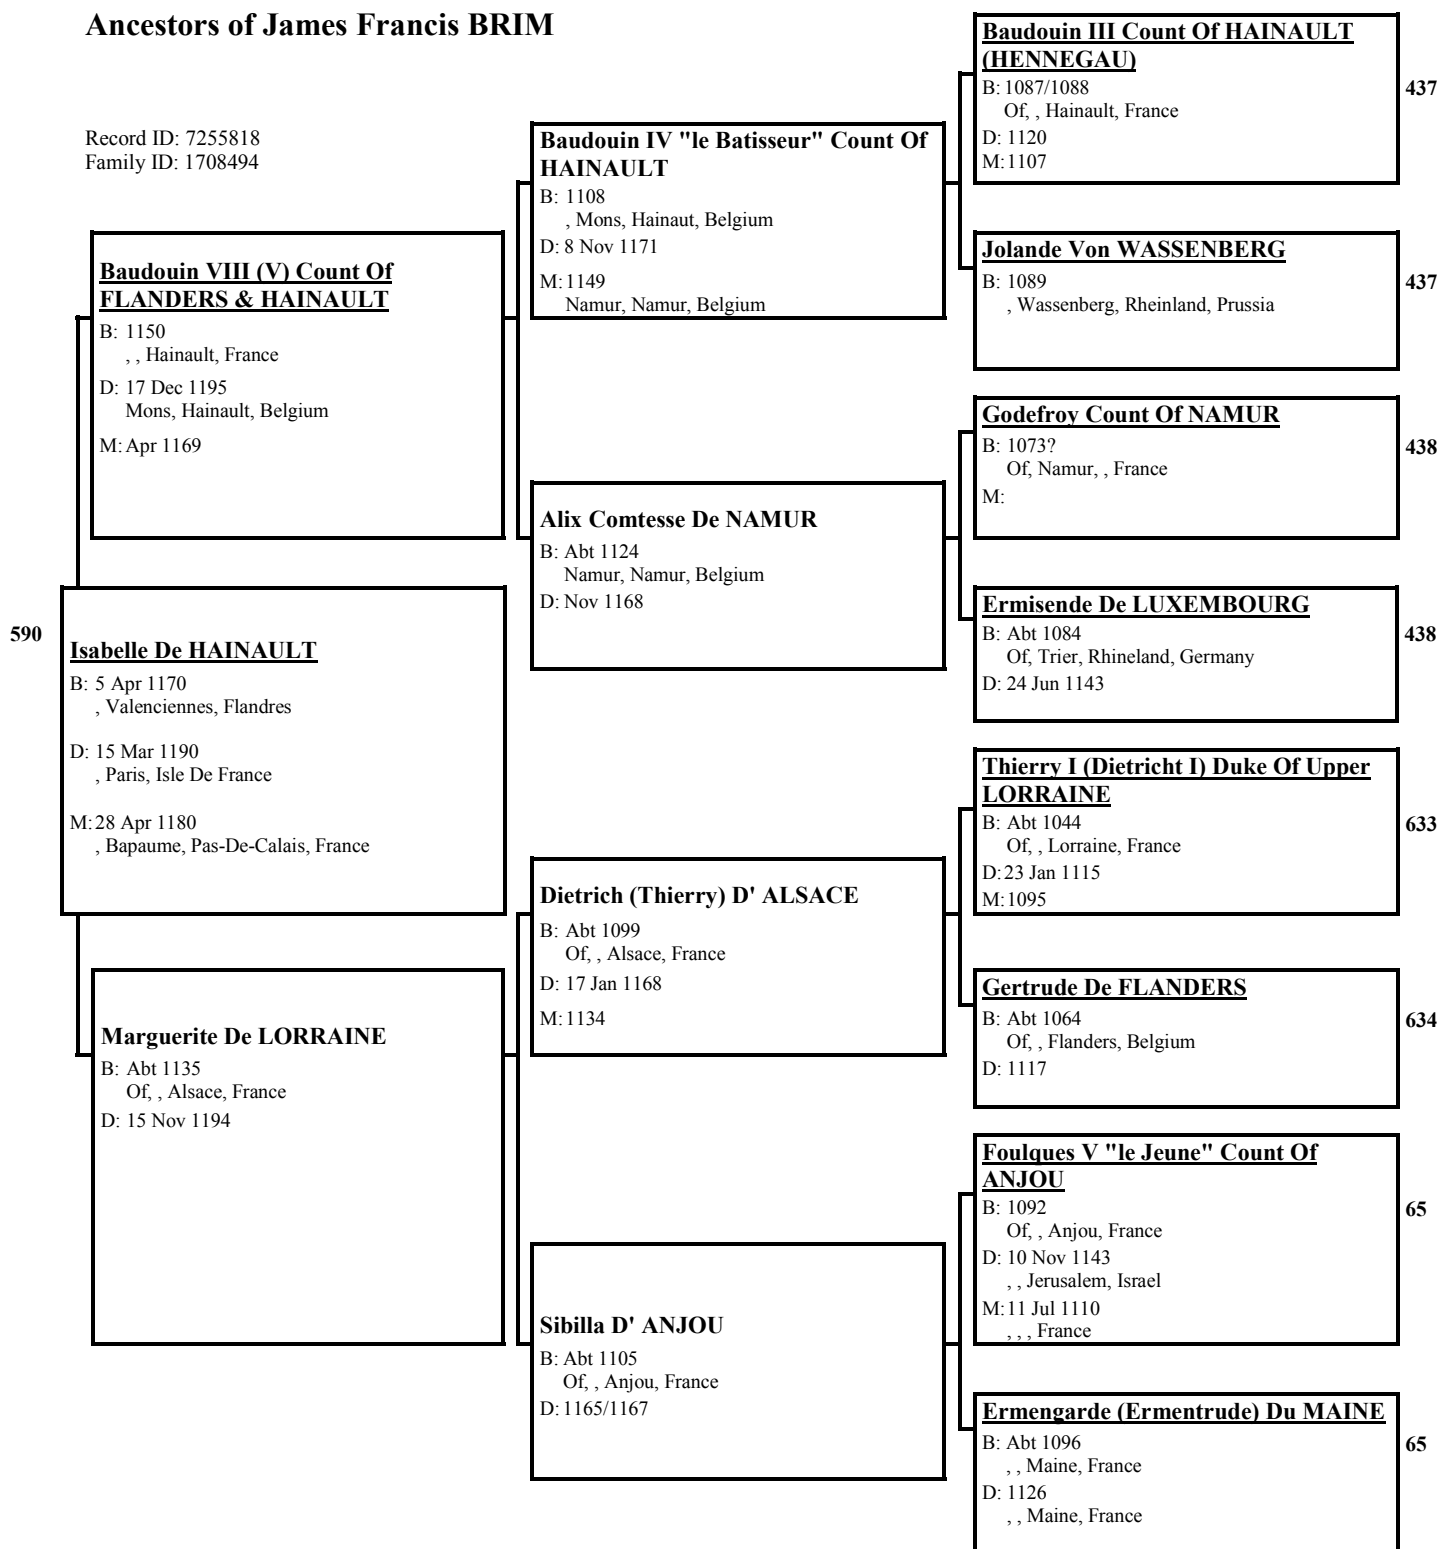 Ancestors of James Francis BRIM
Record ID: 7255818
Family ID: 1708494
590
Isabelle De HAINAULT
B: 5 Apr 1170
, Valenciennes, Flandres
D: 15 Mar 1190
, Paris, Isle De France
M: 28 Apr 1180
, Bapaume, Pas-De-Calais, France
Baudouin VIII (V) Count Of
FLANDERS & HAINAULT
B: 1150
, , Hainault, France
D: 17 Dec 1195
Mons, Hainault, Belgium
M: Apr 1169
Marguerite De LORRAINE
B: Abt 1135
Of, , Alsace, France
D: 15 Nov 1194
Baudouin IV "le Batisseur" Count Of
HAINAULT
B: 1108
, Mons, Hainaut, Belgium
D: 8 Nov 1171
M: 1149
Namur, Namur, Belgium
Alix Comtesse De NAMUR
B: Abt 1124
Namur, Namur, Belgium
D: Nov 1168
Dietrich (Thierry) D' ALSACE
B: Abt 1099
Of, , Alsace, France
D: 17 Jan 1168
M: 1134
Sibilla D' ANJOU
B: Abt 1105
Of, , Anjou, France
D: 1165/1167
Baudouin III Count Of HAINAULT
(HENNEGAU)
B: 1087/1088
Of, , Hainault, France
D: 1120
M: 1107
437
Jolande Von WASSENBERG
B: 1089
, Wassenberg, Rheinland, Prussia
437
Godefroy Count Of NAMUR
B: 1073?
Of, Namur, , France
M:
438
Ermisende De LUXEMBOURG
B: Abt 1084
Of, Trier, Rhineland, Germany
D: 24 Jun 1143
438
Thierry I (Dietricht I) Duke Of Upper
LORRAINE
B: Abt 1044
Of, , Lorraine, France
D: 23 Jan 1115
M: 1095
633
Gertrude De FLANDERS
B: Abt 1064
Of, , Flanders, Belgium
D: 1117
634
Foulques V "le Jeune" Count Of
ANJOU
B: 1092
Of, , Anjou, France
D: 10 Nov 1143
, , Jerusalem, Israel
M: 11 Jul 1110
, , , France
65
Ermengarde (Ermentrude) Du MAINE
B: Abt 1096
, , Maine, France
D: 1126
, , Maine, France
65